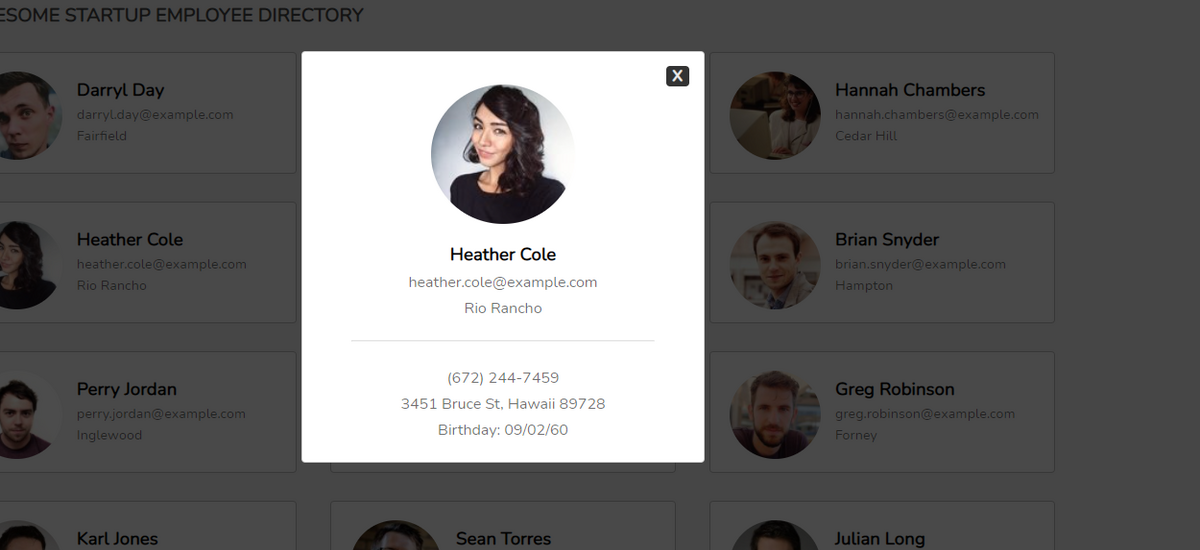 ESOME STARTUP EMPLOYEE DIRECTORY
Darryl Day
darryl.day@example.com
Fairfield
X
Hannah Chambers
hannah.chambers@example.com
Cedar Hill
Heather Cole
heather.cole@example.com
Rio Rancho
Heather Cole
heather.cole@example.com
Rio Rancho
(672) 244-7459
3451 Bruce St, Hawaii 89728
Birthday: 09/02/60
Brian Snyder
brian.snyder@example.com
Hampton
Perry Jordan
perry.jordan@example.com
Inglewood
Greg Robinson
greg.robinson@example.com
Forney
Karl Jones
Sean Torres
Julian Long